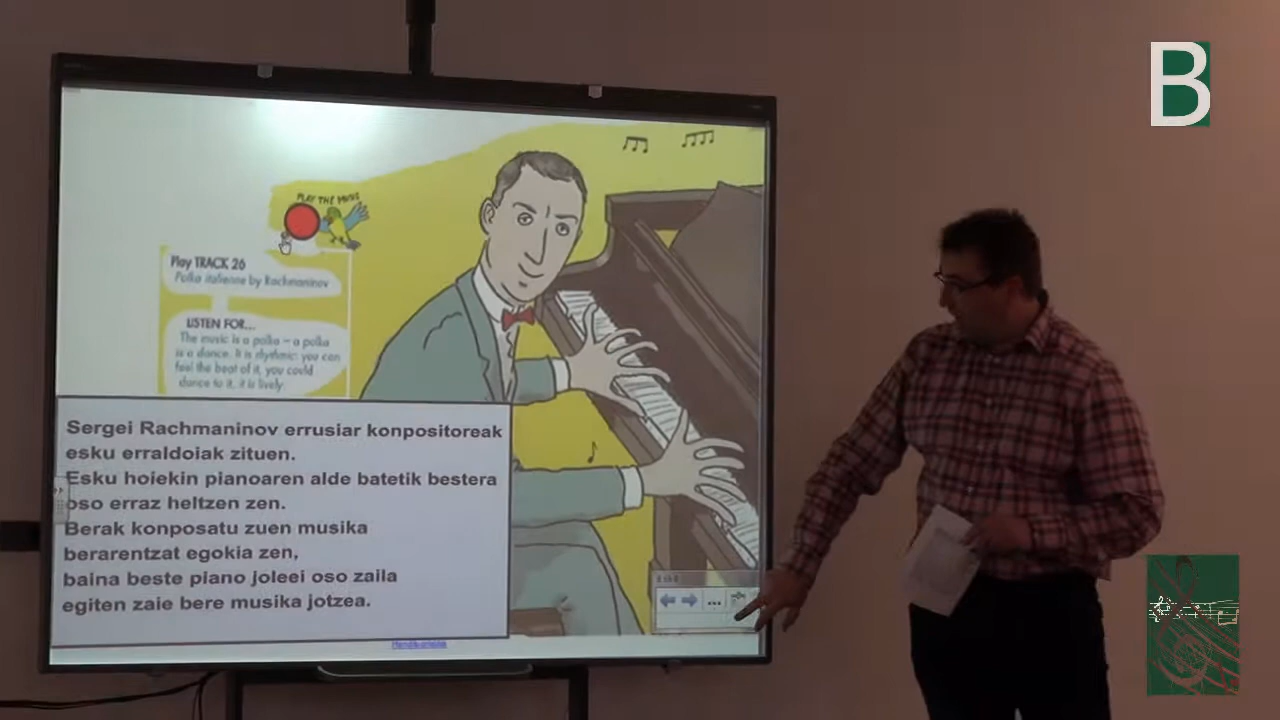 B
PLAY THE MUSIC
Play TRACK 26
Polka italienne by Rachmaninov
LISTEN FOR...
The music is a polka – a polka
is a dance. It is rhythmic: you can
feel the beat of it, you could
dance to it, it is lively.
Sergei Rachmaninov errusiar konpositoreak
esku erraldoiak zituen.
Esku hoiekin pianoaren alde batetik bestera
oso erraz heltzen zen.
Berak konposatu zuen musika
berarentzat egokia zen,
baina beste piano joleei oso zaila
egiten zaie bere musika jotzea.